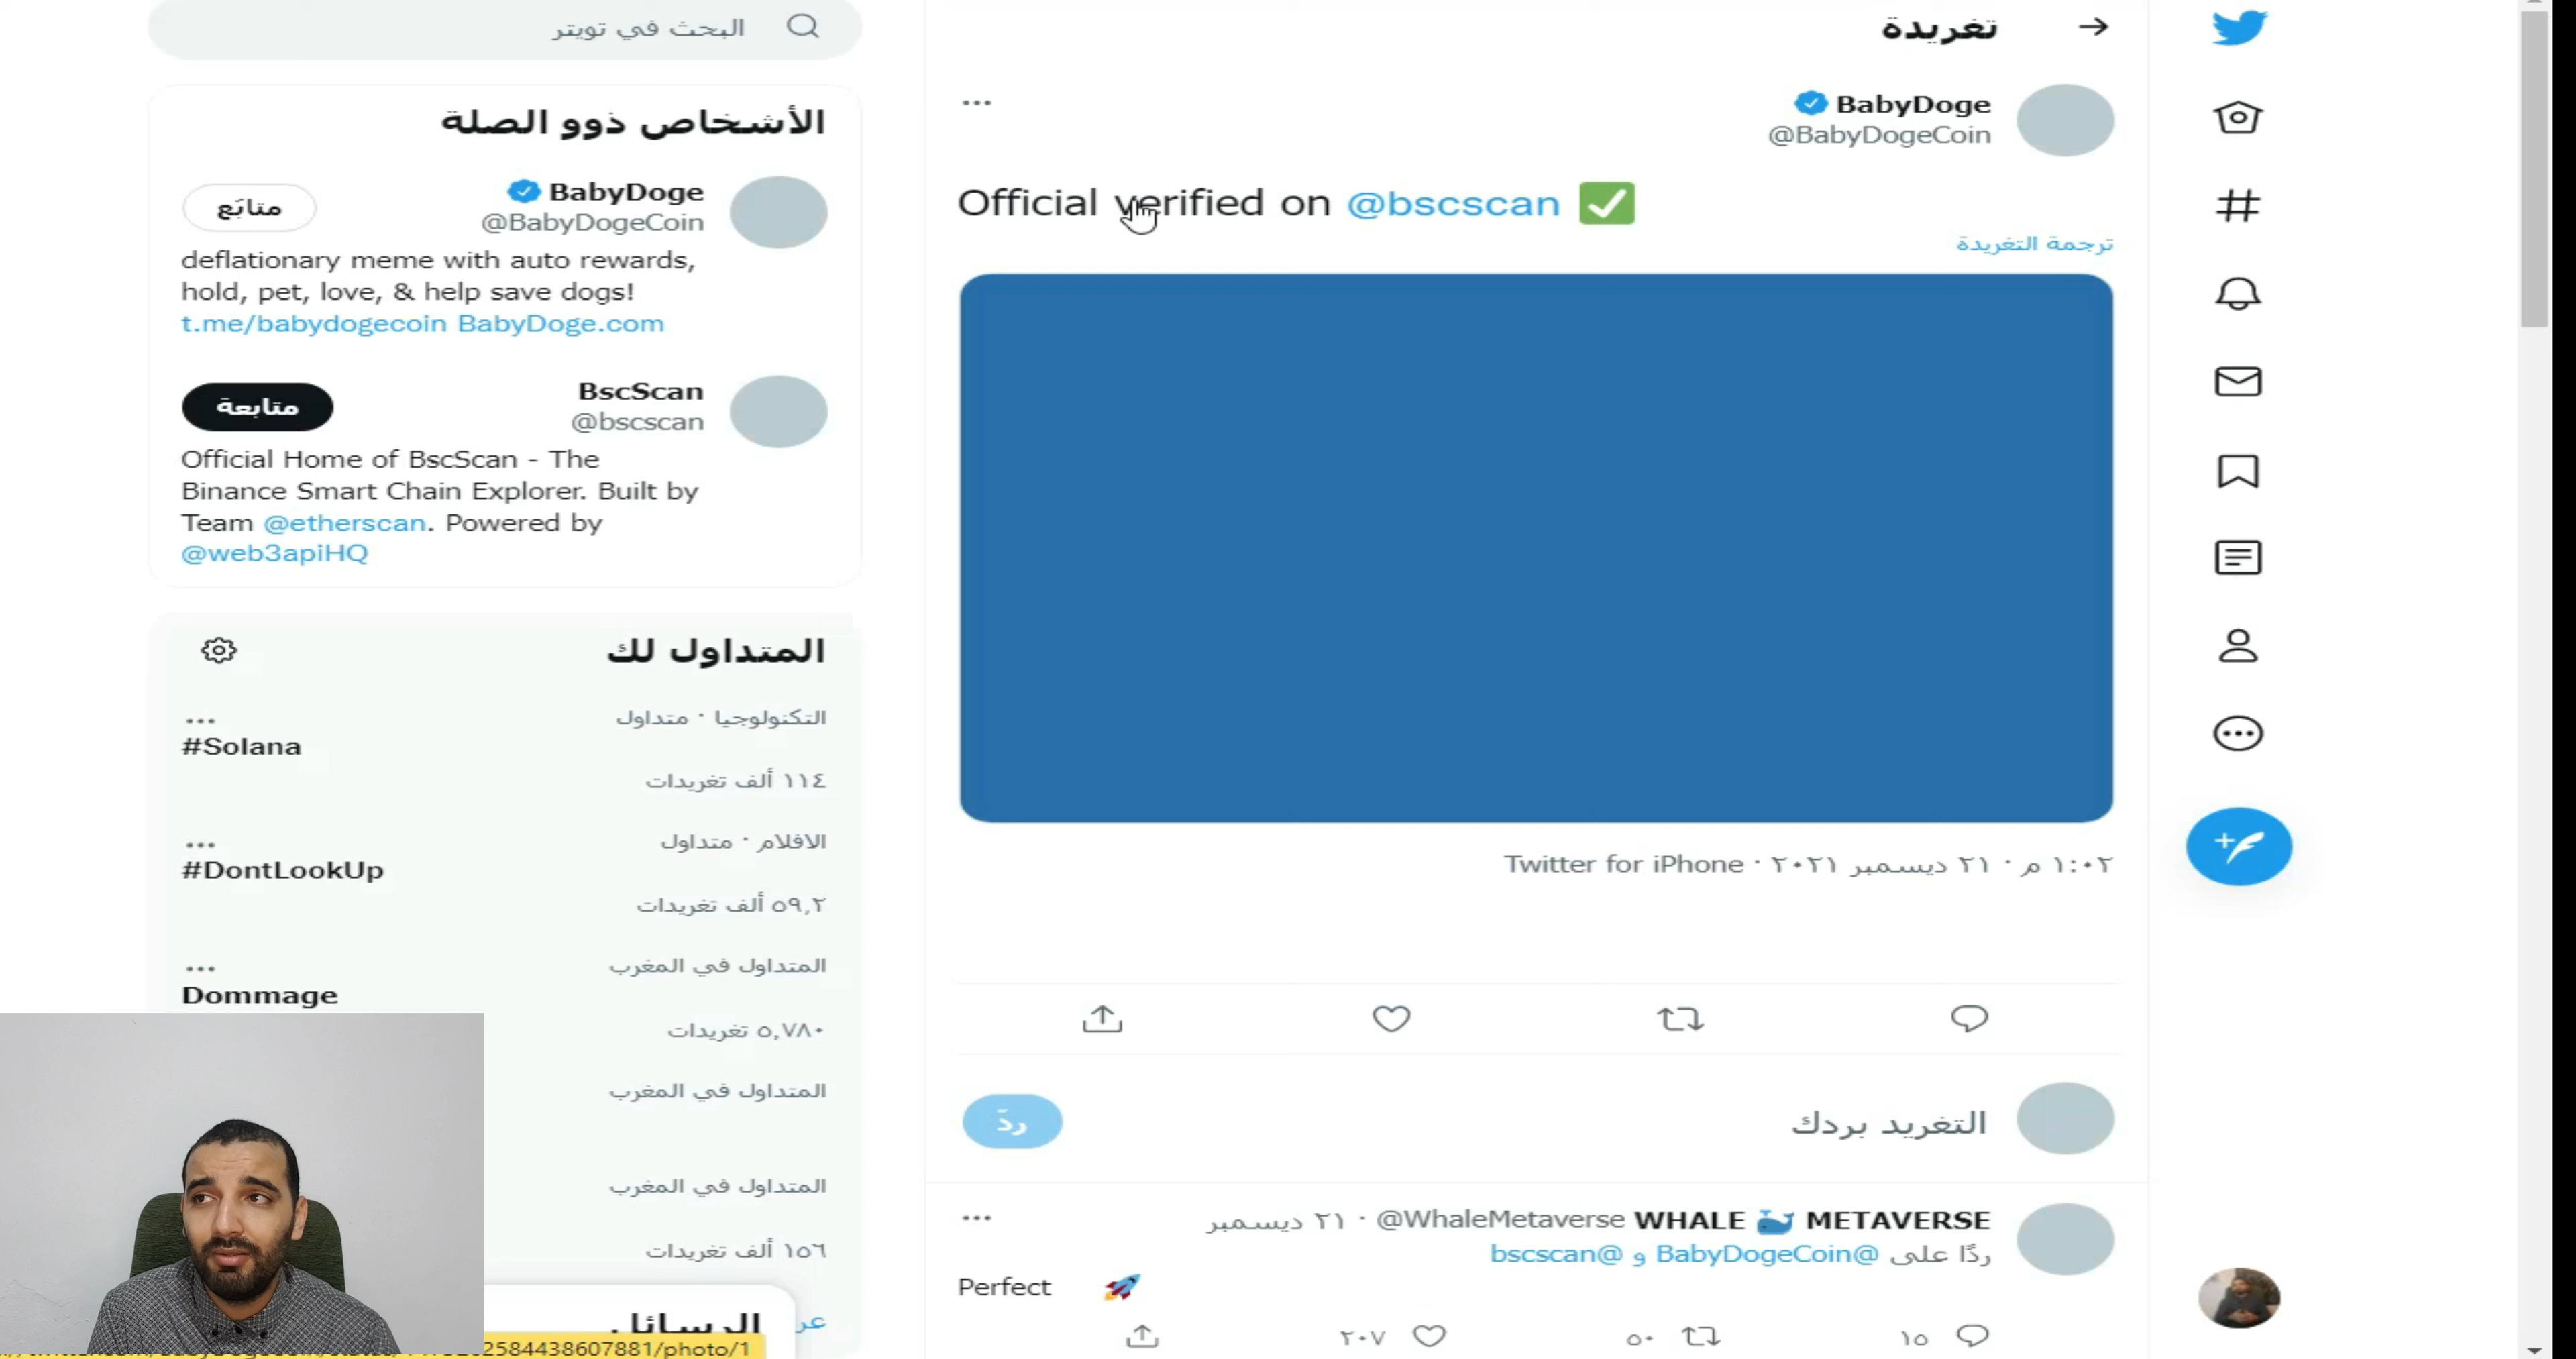 تغريدة
BabyDoge
@BabyDogeCoin
Official verified on @bscscan ✅
ترجمة التغريدة
١:٠٢ م · ٢١ ديسمبر ٢٠٢١ · Twitter for iPhone
التغريد بردك
ردّ
WHALE 🐳 METAVERSE @WhaleMetaverse · ٢١ ديسمبر
ردًا على @BabyDogeCoin و @bscscan
Perfect 🚀
١٥
٥٠
٢٠٧
البحث في تويتر
الأشخاص ذوو الصلة
BabyDoge
@BabyDogeCoin
متابَع
deflationary meme with auto rewards,
hold, pet, love, & help save dogs!
t.me/babydogecoin BabyDoge.com
BscScan
@bscscan
متابعة
Official Home of BscScan - The
Binance Smart Chain Explorer. Built by
Team @etherscan. Powered by
@web3apiHQ
المتداول لك
التكنولوجيا · متداول
#Solana
١١٤ ألف تغريدات
الافلام · متداول
#DontLookUp
٥٩,٢ ألف تغريدات
المتداول في المغرب
Dommage
٥,٧٨٠ تغريدات
المتداول في المغرب
المتداول في المغرب
١٥٦ ألف تغريدات
عر
الرسائل
2584438607881/photo/1